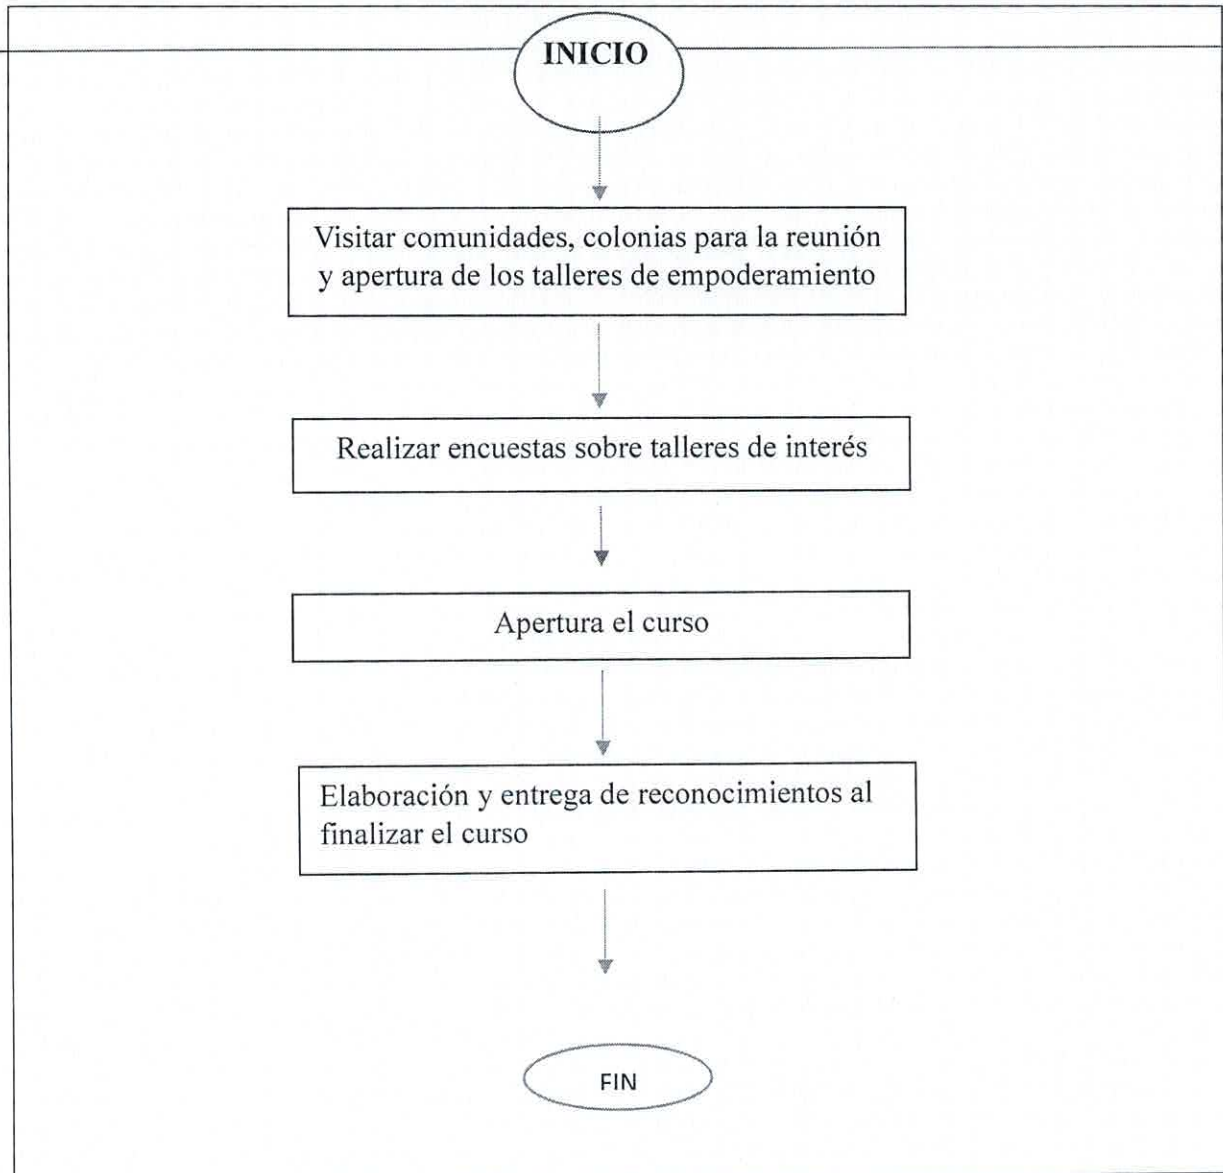 INICIO
Visitar comunidades, colonias para la reunión
y apertura de los talleres de empoderamiento
Realizar encuestas sobre talleres de interés
Apertura el curso
Elaboración y entrega de reconocimientos al
finalizar el curso
FIN